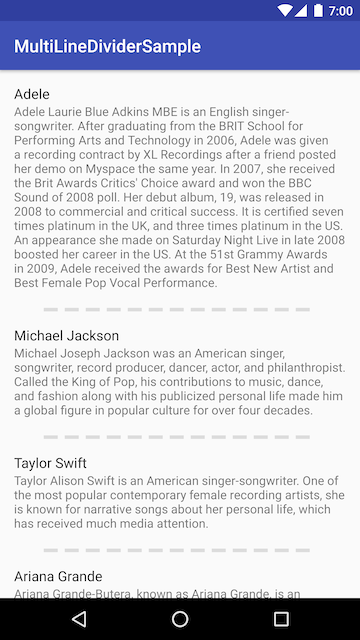 7:00
MultiLineDividerSample
Adele
Adele Laurie Blue Adkins MBE is an English singer-
songwriter. After graduating from the BRIT School for
Performing Arts and Technology in 2006, Adele was given
a recording contract by XL Recordings after a friend posted
her demo on Myspace the same year. In 2007, she received
the Brit Awards Critics' Choice award and won the BBC
Sound of 2008 poll. Her debut album, 19, was released in
2008 to commercial and critical success. It is certified seven
times platinum in the UK, and three times platinum in the US.
An appearance she made on Saturday Night Live in late 2008
boosted her career in the US. At the 51st Grammy Awards
in 2009, Adele received the awards for Best New Artist and
Best Female Pop Vocal Performance.
Michael Jackson
Michael Joseph Jackson was an American singer,
songwriter, record producer, dancer, actor, and philanthropist.
Called the King of Pop, his contributions to music, dance,
and fashion along with his publicized personal life made him
a global figure in popular culture for over four decades.
Taylor Swift
Taylor Alison Swift is an American singer-songwriter. One of
the most popular contemporary female recording artists, she
is known for narrative songs about her personal life, which
has received much media attention.
Ariana Grande
Ariana Grande-Butera, known as Ariana Grande, is an